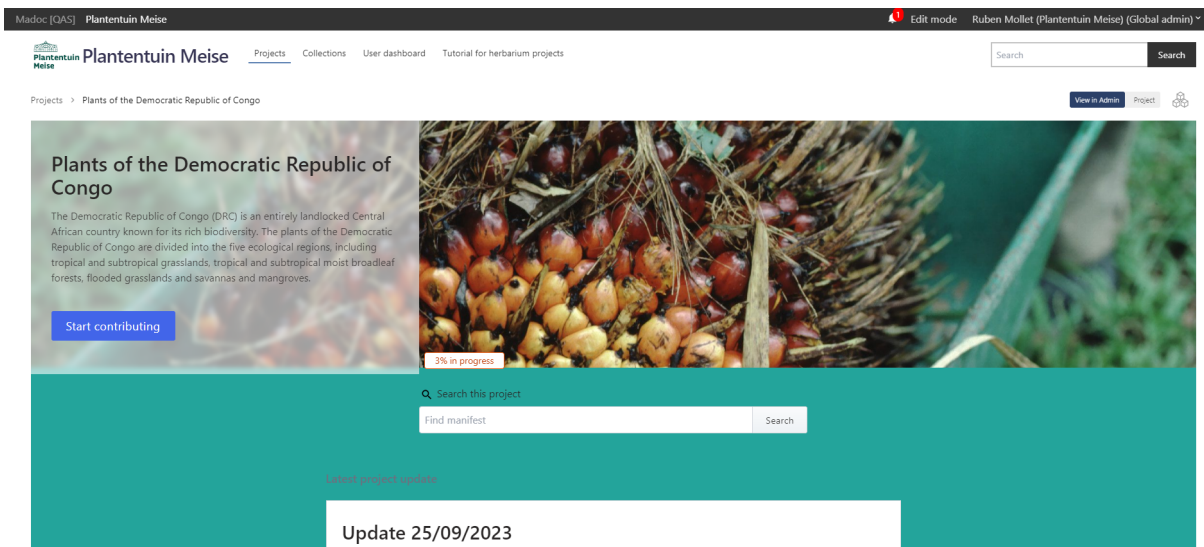 Madoc [QAS] Plantentuin Meise
1 Edit mode Ruben Mollet (Plantentuin Meise) (Global admin)
Plantentuin
Meise
Plantentuin Meise Projects Collections User dashboard Tutorial for herbarium projects
Search Search
Projects > Plants of the Democratic Republic of Congo
View in Admin Project
Plants of the Democratic Republic of
Congo
The Democratic Republic of Congo (DRC) is an entirely landlocked Central
African country known for its rich biodiversity. The plants of the Democratic
Republic of Congo are divided into the five ecological regions, including
tropical and subtropical grasslands, tropical and subtropical moist broadleaf
forests, flooded grasslands and savannas and mangroves.
Start contributing
3% in progress
Search this project
Find manifest Search
Latest project update
Update 25/09/2023